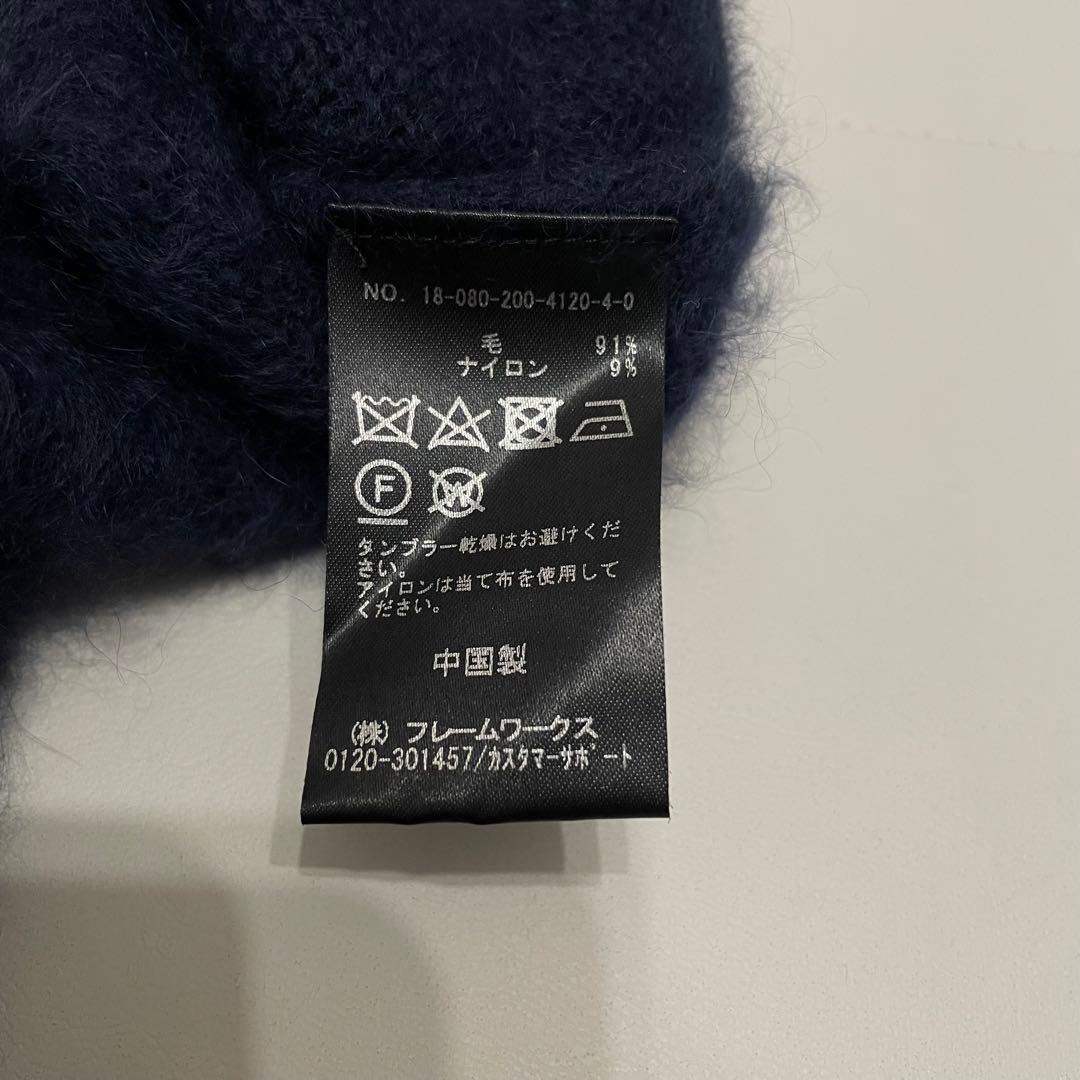 NO. 18-080-200-4120-4-0
毛 91%
ナイロン 9%
F
W
タンブラー乾燥はお避けくだ
さい。
アイロンは当て布を使用して
ください。
中国製
(株) フレームワークス
0120-301457/ｶｽﾀﾏｰｻﾎﾟｰﾄ